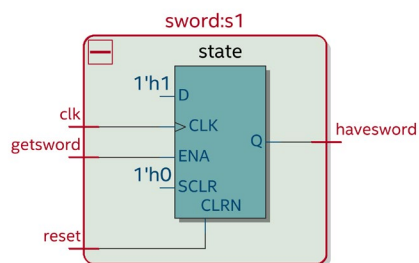 sword:s1
state
1'h1
D
clk
CLK
havesword
Q
getsword
ENA
1'h0
SCLR
CLRN
reset